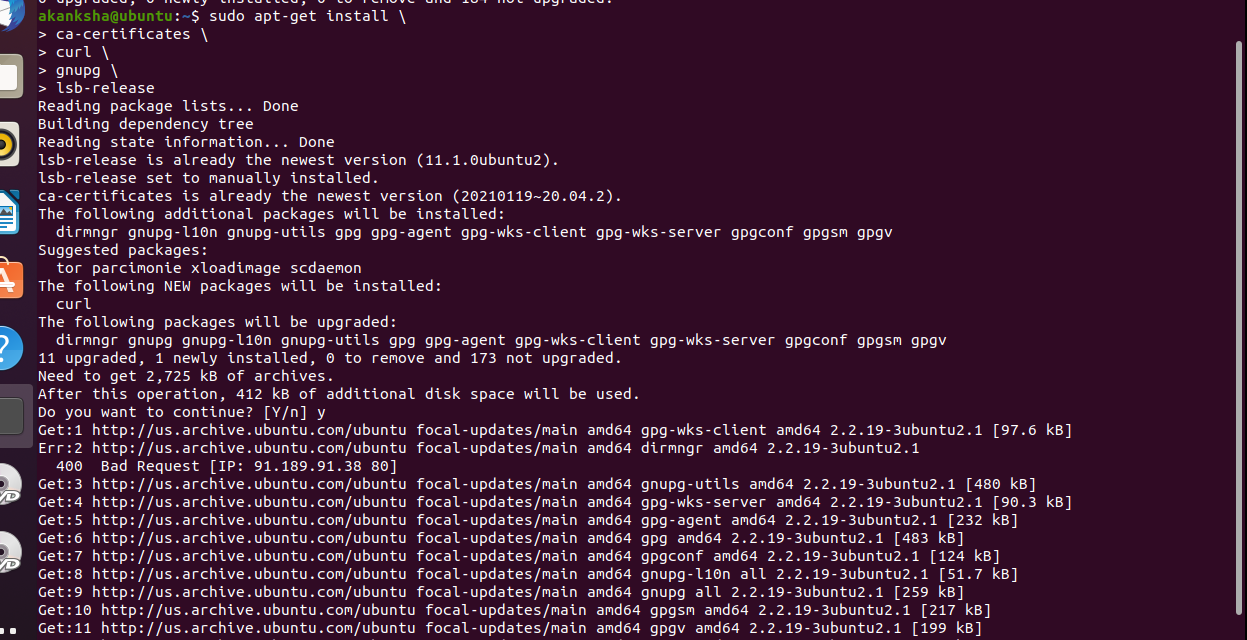 0 upgraded, 0 newly installed, 0 to remove and 184 not upgraded.
akanksha@ubuntu:~$ sudo apt-get install \
> ca-certificates \
> curl \
> gnupg \
> lsb-release
Reading package lists... Done
Building dependency tree
Reading state information... Done
lsb-release is already the newest version (11.1.0ubuntu2).
lsb-release set to manually installed.
ca-certificates is already the newest version (20210119~20.04.2).
The following additional packages will be installed:
  dirmngr gnupg-l10n gnupg-utils gpg gpg-agent gpg-wks-client gpg-wks-server gpgconf gpgsm gpgv
Suggested packages:
  tor parcimonie xloadimage scdaemon
The following NEW packages will be installed:
  curl
The following packages will be upgraded:
  dirmngr gnupg gnupg-l10n gnupg-utils gpg gpg-agent gpg-wks-client gpg-wks-server gpgconf gpgsm gpgv
11 upgraded, 1 newly installed, 0 to remove and 173 not upgraded.
Need to get 2,725 kB of archives.
After this operation, 412 kB of additional disk space will be used.
Do you want to continue? [Y/n] y
Get:1 http://us.archive.ubuntu.com/ubuntu focal-updates/main amd64 gpg-wks-client amd64 2.2.19-3ubuntu2.1 [97.6 kB]
Err:2 http://us.archive.ubuntu.com/ubuntu focal-updates/main amd64 dirmngr amd64 2.2.19-3ubuntu2.1
  400  Bad Request [IP: 91.189.91.38 80]
Get:3 http://us.archive.ubuntu.com/ubuntu focal-updates/main amd64 gnupg-utils amd64 2.2.19-3ubuntu2.1 [480 kB]
Get:4 http://us.archive.ubuntu.com/ubuntu focal-updates/main amd64 gpg-wks-server amd64 2.2.19-3ubuntu2.1 [90.3 kB]
Get:5 http://us.archive.ubuntu.com/ubuntu focal-updates/main amd64 gpg-agent amd64 2.2.19-3ubuntu2.1 [232 kB]
Get:6 http://us.archive.ubuntu.com/ubuntu focal-updates/main amd64 gpg amd64 2.2.19-3ubuntu2.1 [483 kB]
Get:7 http://us.archive.ubuntu.com/ubuntu focal-updates/main amd64 gpgconf amd64 2.2.19-3ubuntu2.1 [124 kB]
Get:8 http://us.archive.ubuntu.com/ubuntu focal-updates/main amd64 gnupg-l10n all 2.2.19-3ubuntu2.1 [51.7 kB]
Get:9 http://us.archive.ubuntu.com/ubuntu focal-updates/main amd64 gnupg all 2.2.19-3ubuntu2.1 [259 kB]
Get:10 http://us.archive.ubuntu.com/ubuntu focal-updates/main amd64 gpgsm amd64 2.2.19-3ubuntu2.1 [217 kB]
Get:11 http://us.archive.ubuntu.com/ubuntu focal-updates/main amd64 gpgv amd64 2.2.19-3ubuntu2.1 [199 kB]